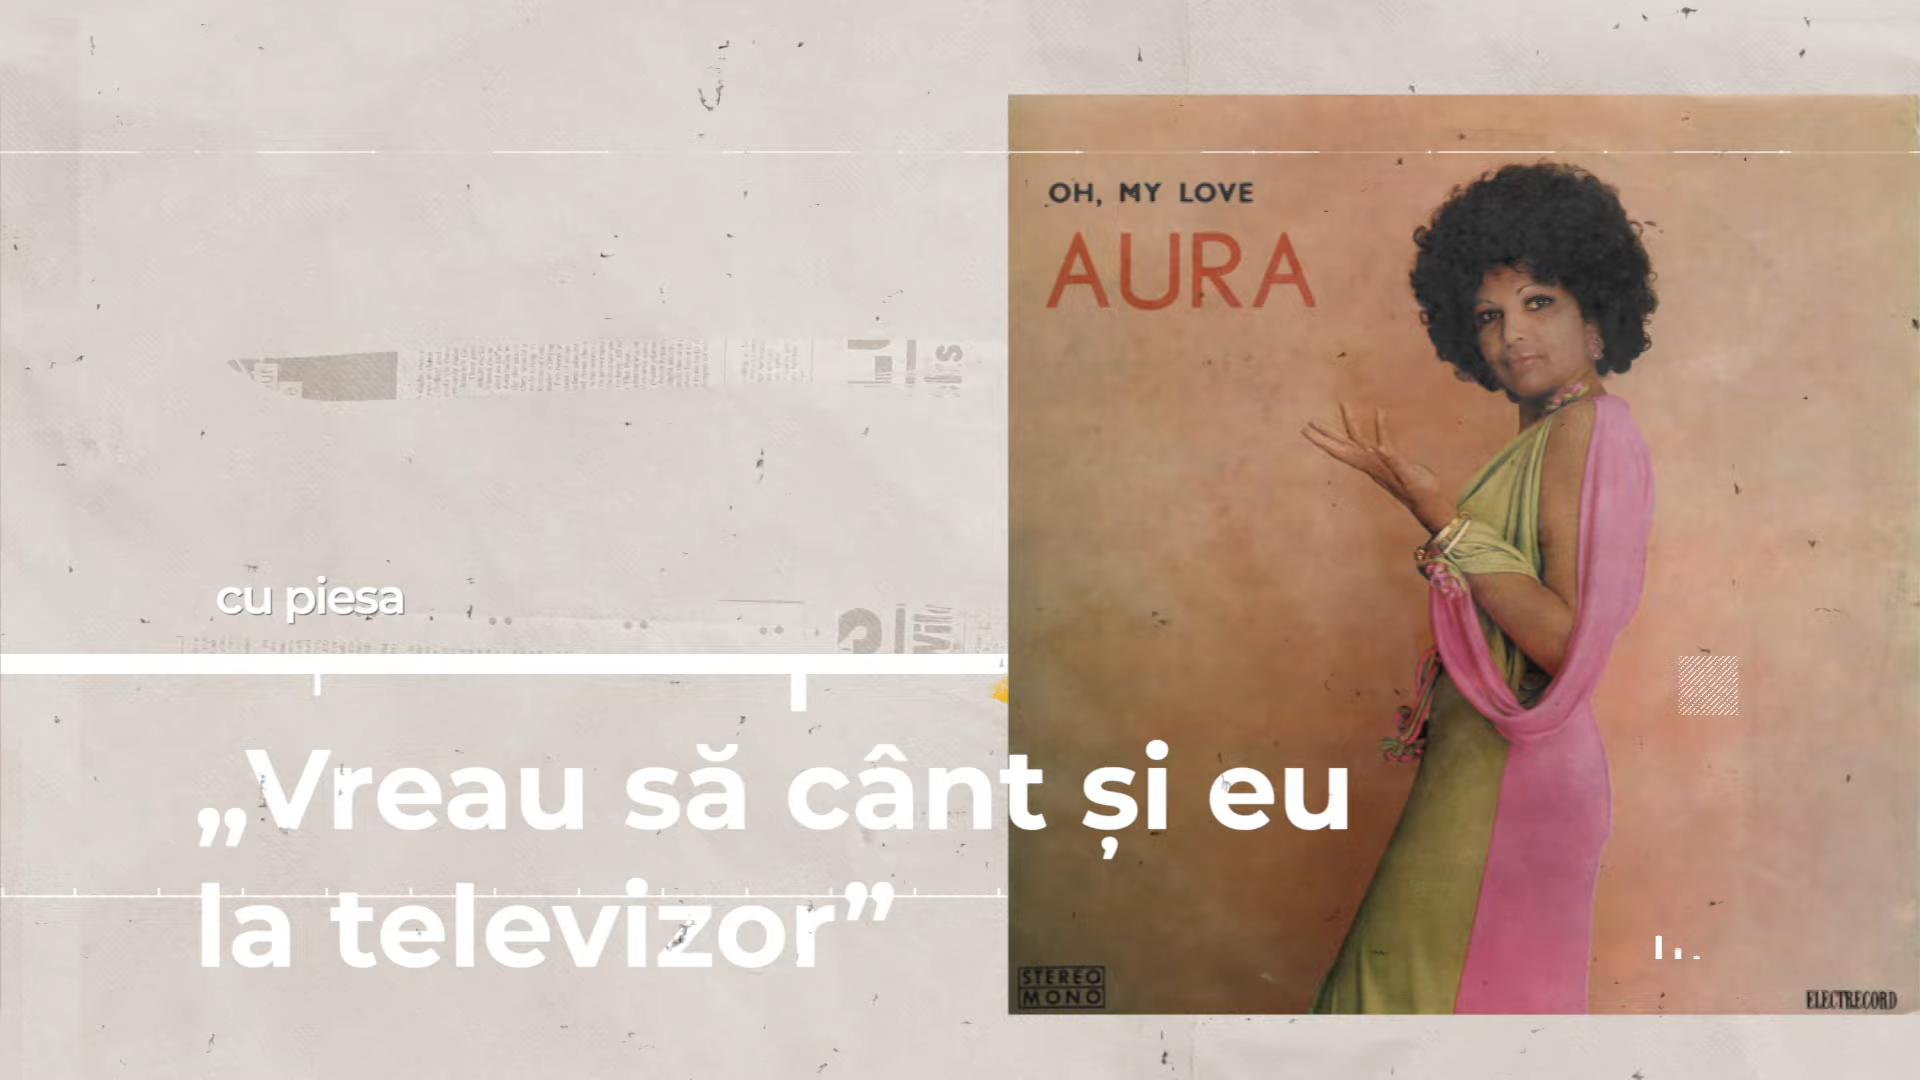 OH, MY LOVE
AURA
cu piesa
„Vreau să cânt și eu
la televizor”
STEREO
MONO
ELECTRECORD